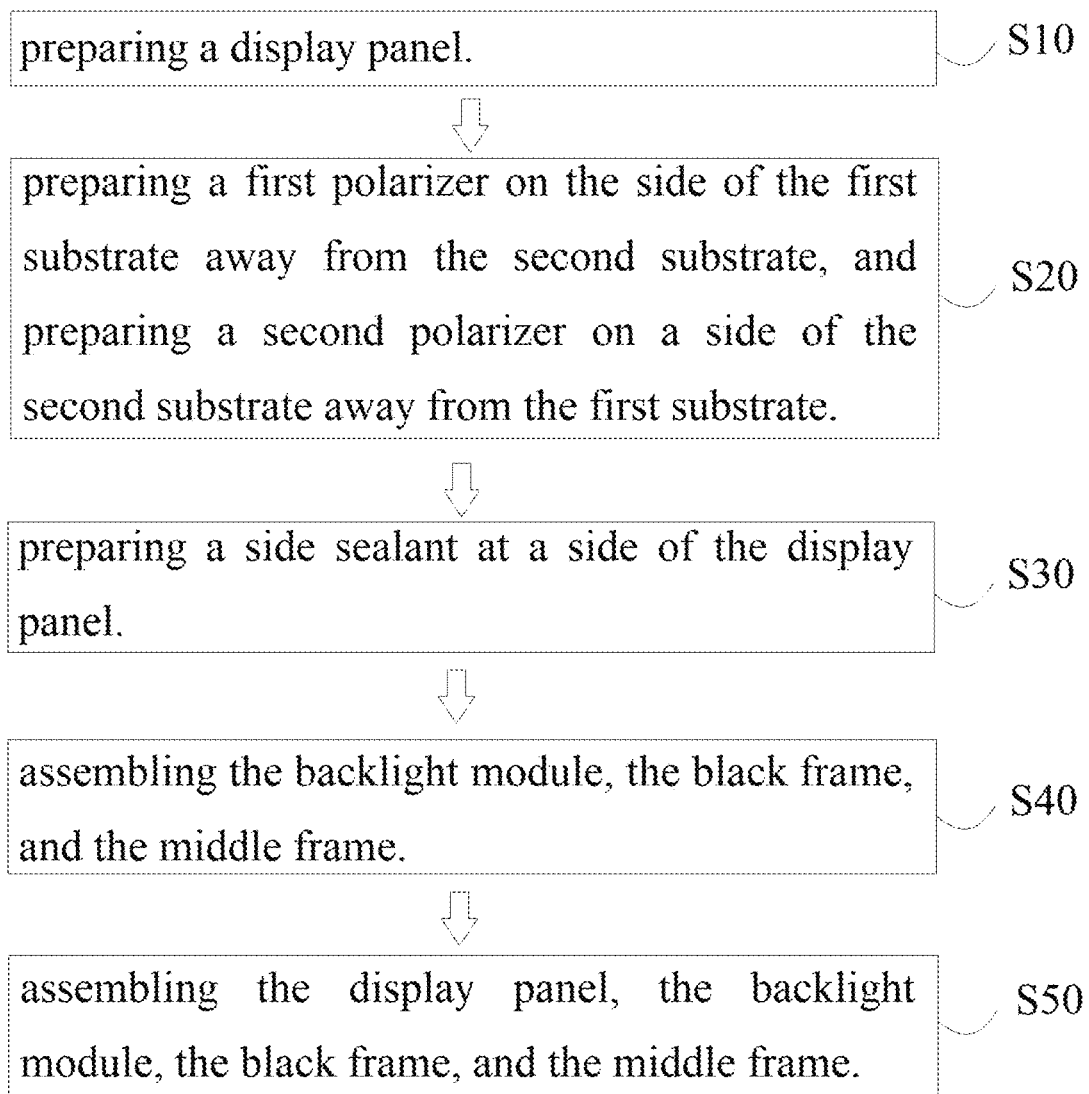 preparing a display panel.
S10
preparing a first polarizer on the side of the first
substrate away from the second substrate, and
preparing a second polarizer on a side of the
second substrate away from the first substrate.
S20
preparing a side sealant at a side of the display
panel.
S30
assembling the backlight module, the black frame,
and the middle frame.
S40
assembling the display panel, the backlight
module, the black frame, and the middle frame.
S50